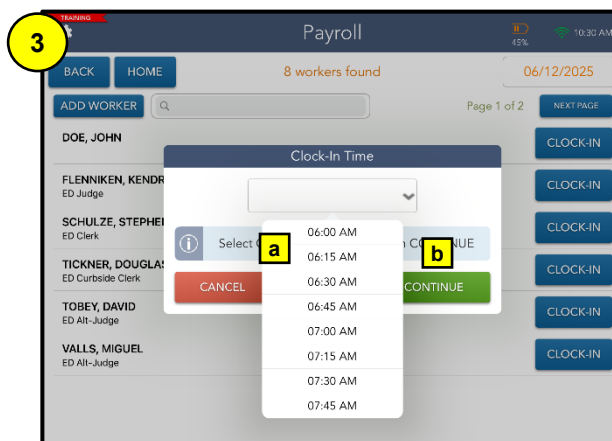 3
TRAINING
Payroll
45%
10:30 AM
BACK
HOME
8 workers found
06/12/2025
ADD WORKER
Page 1 of 2
NEXT PAGE
DOE, JOHN
CLOCK-IN
Clock-In Time
FLENNIKEN, KENDR
ED Judge
CLOCK-IN
SCHULZE, STEPHE
ED Clerk
CLOCK-IN
Select
a
b
UE
TICKNER, DOUGLAS
ED Curbside Clerk
CLOCK-IN
CANCEL
CONTINUE
TOBEY, DAVID
ED Alt-Judge
CLOCK-IN
VALLS, MIGUEL
ED Alt-Judge
CLOCK-IN
06:00 AM
06:15 AM
06:30 AM
06:45 AM
07:00 AM
07:15 AM
07:30 AM
07:45 AM